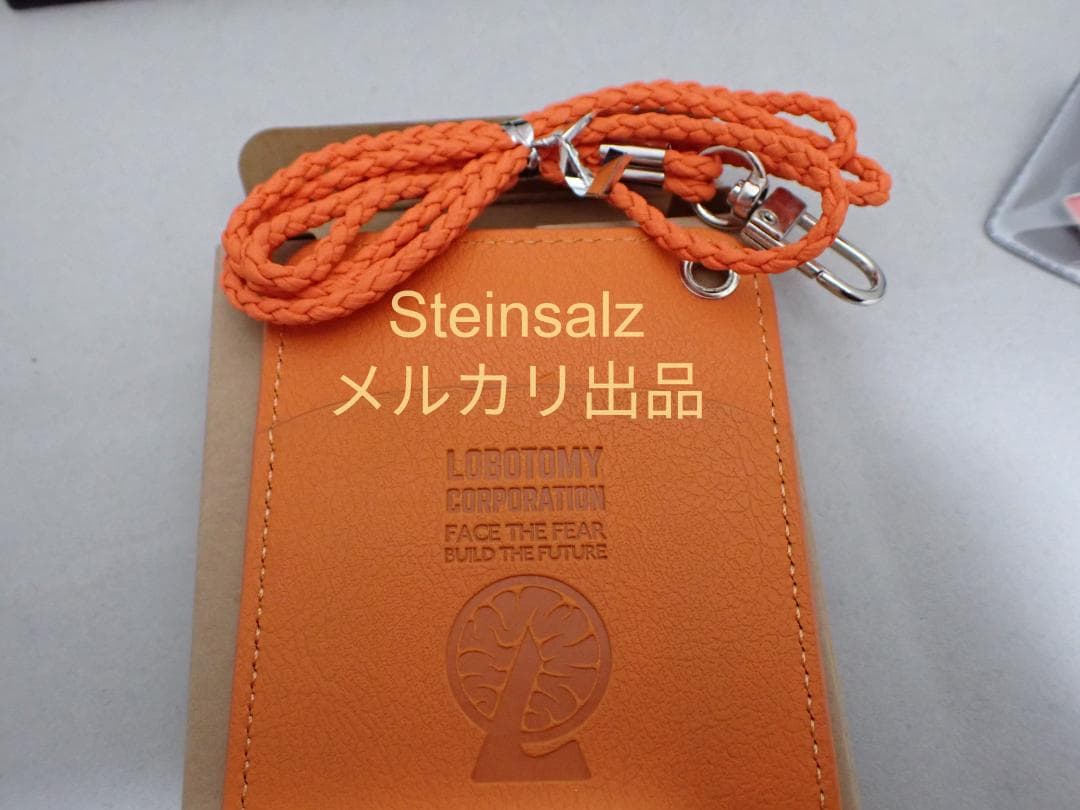 Steinsalz
メルカリ出品
LOBOTOMY
CORPORATION
FACE THE FEAR
BUILD THE FUTURE